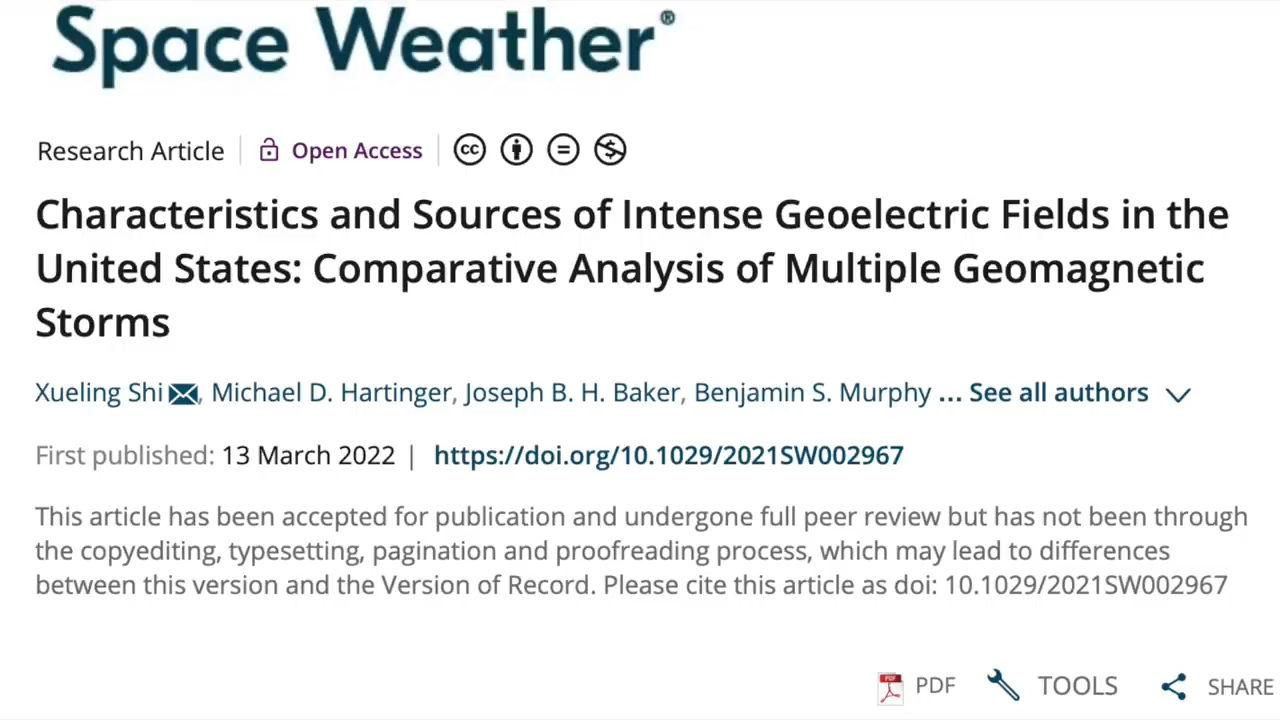 Space Weather®
Research Article | Open Access | cc
Characteristics and Sources of Intense Geoelectric Fields in the
United States: Comparative Analysis of Multiple Geomagnetic
Storms
Xueling Shi, Michael D. Hartinger, Joseph B. H. Baker, Benjamin S. Murphy ... See all authors
First published: 13 March 2022 | https://doi.org/10.1029/2021SW002967
This article has been accepted for publication and undergone full peer review but has not been through
the copyediting, typesetting, pagination and proofreading process, which may lead to differences
between this version and the Version of Record. Please cite this article as doi: 10.1029/2021SW002967
PDF TOOLS SHARE